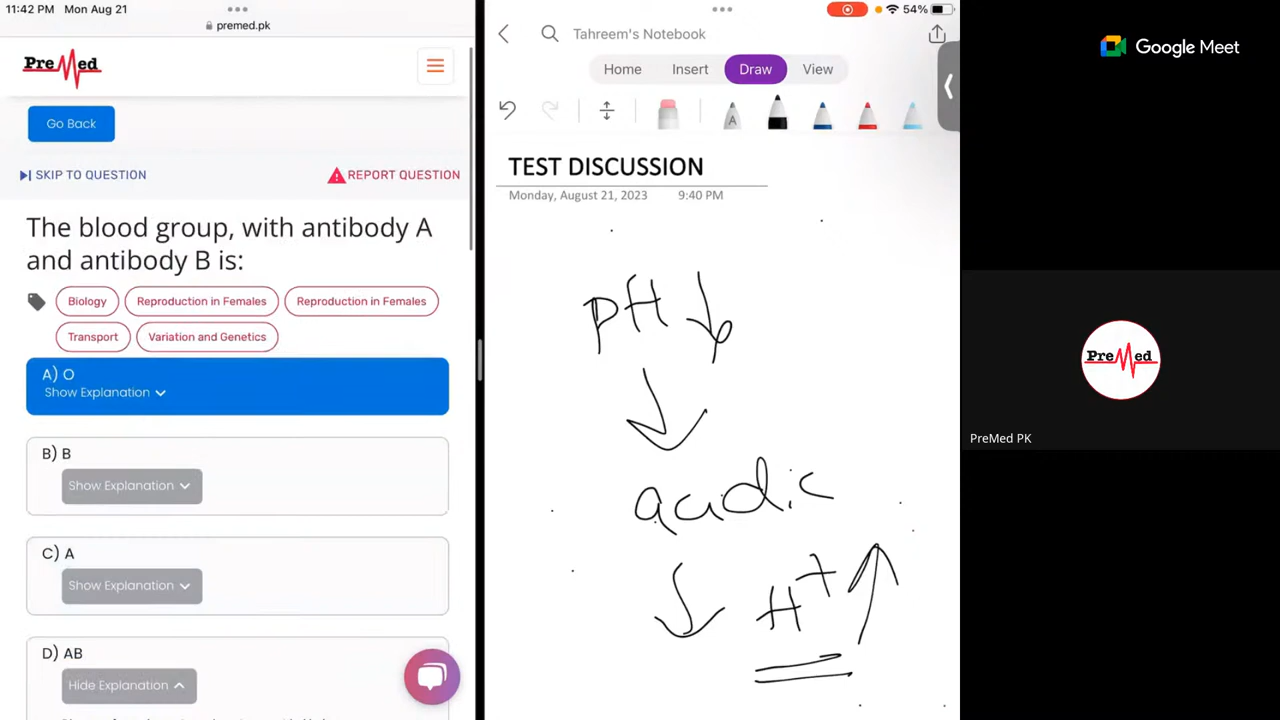 11:42 PM Mon Aug 21
premed.pk
PreMed
Go Back
SKIP TO QUESTION
REPORT QUESTION
The blood group, with antibody A
and antibody B is:
Biology
Reproduction in Females
Reproduction in Females
Transport
Variation and Genetics
A) O
Show Explanation
B) B
Show Explanation
C) A
Show Explanation
D) AB
Hide Explanation
54%
Tahreem's Notebook
Home
Insert
Draw
View
A
TEST DISCUSSION
Monday, August 21, 2023 9:40 PM
pH ↓
↓
acidic
↓ H+ ↑
Google Meet
PreMed
PreMed PK